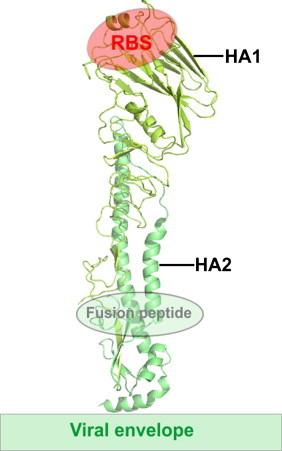 RBS
HA1
HA2
Fusion peptide
Viral envelope